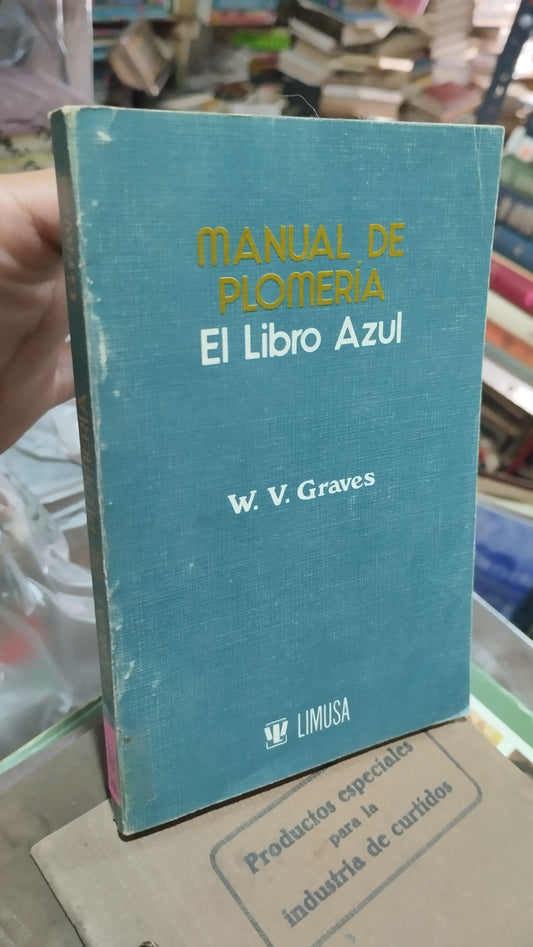 MANUAL DE
PLOMERÍA
El Libro Azul
W. V. Graves
LIMUSA
Productos especiales
para la
industria de curtidos